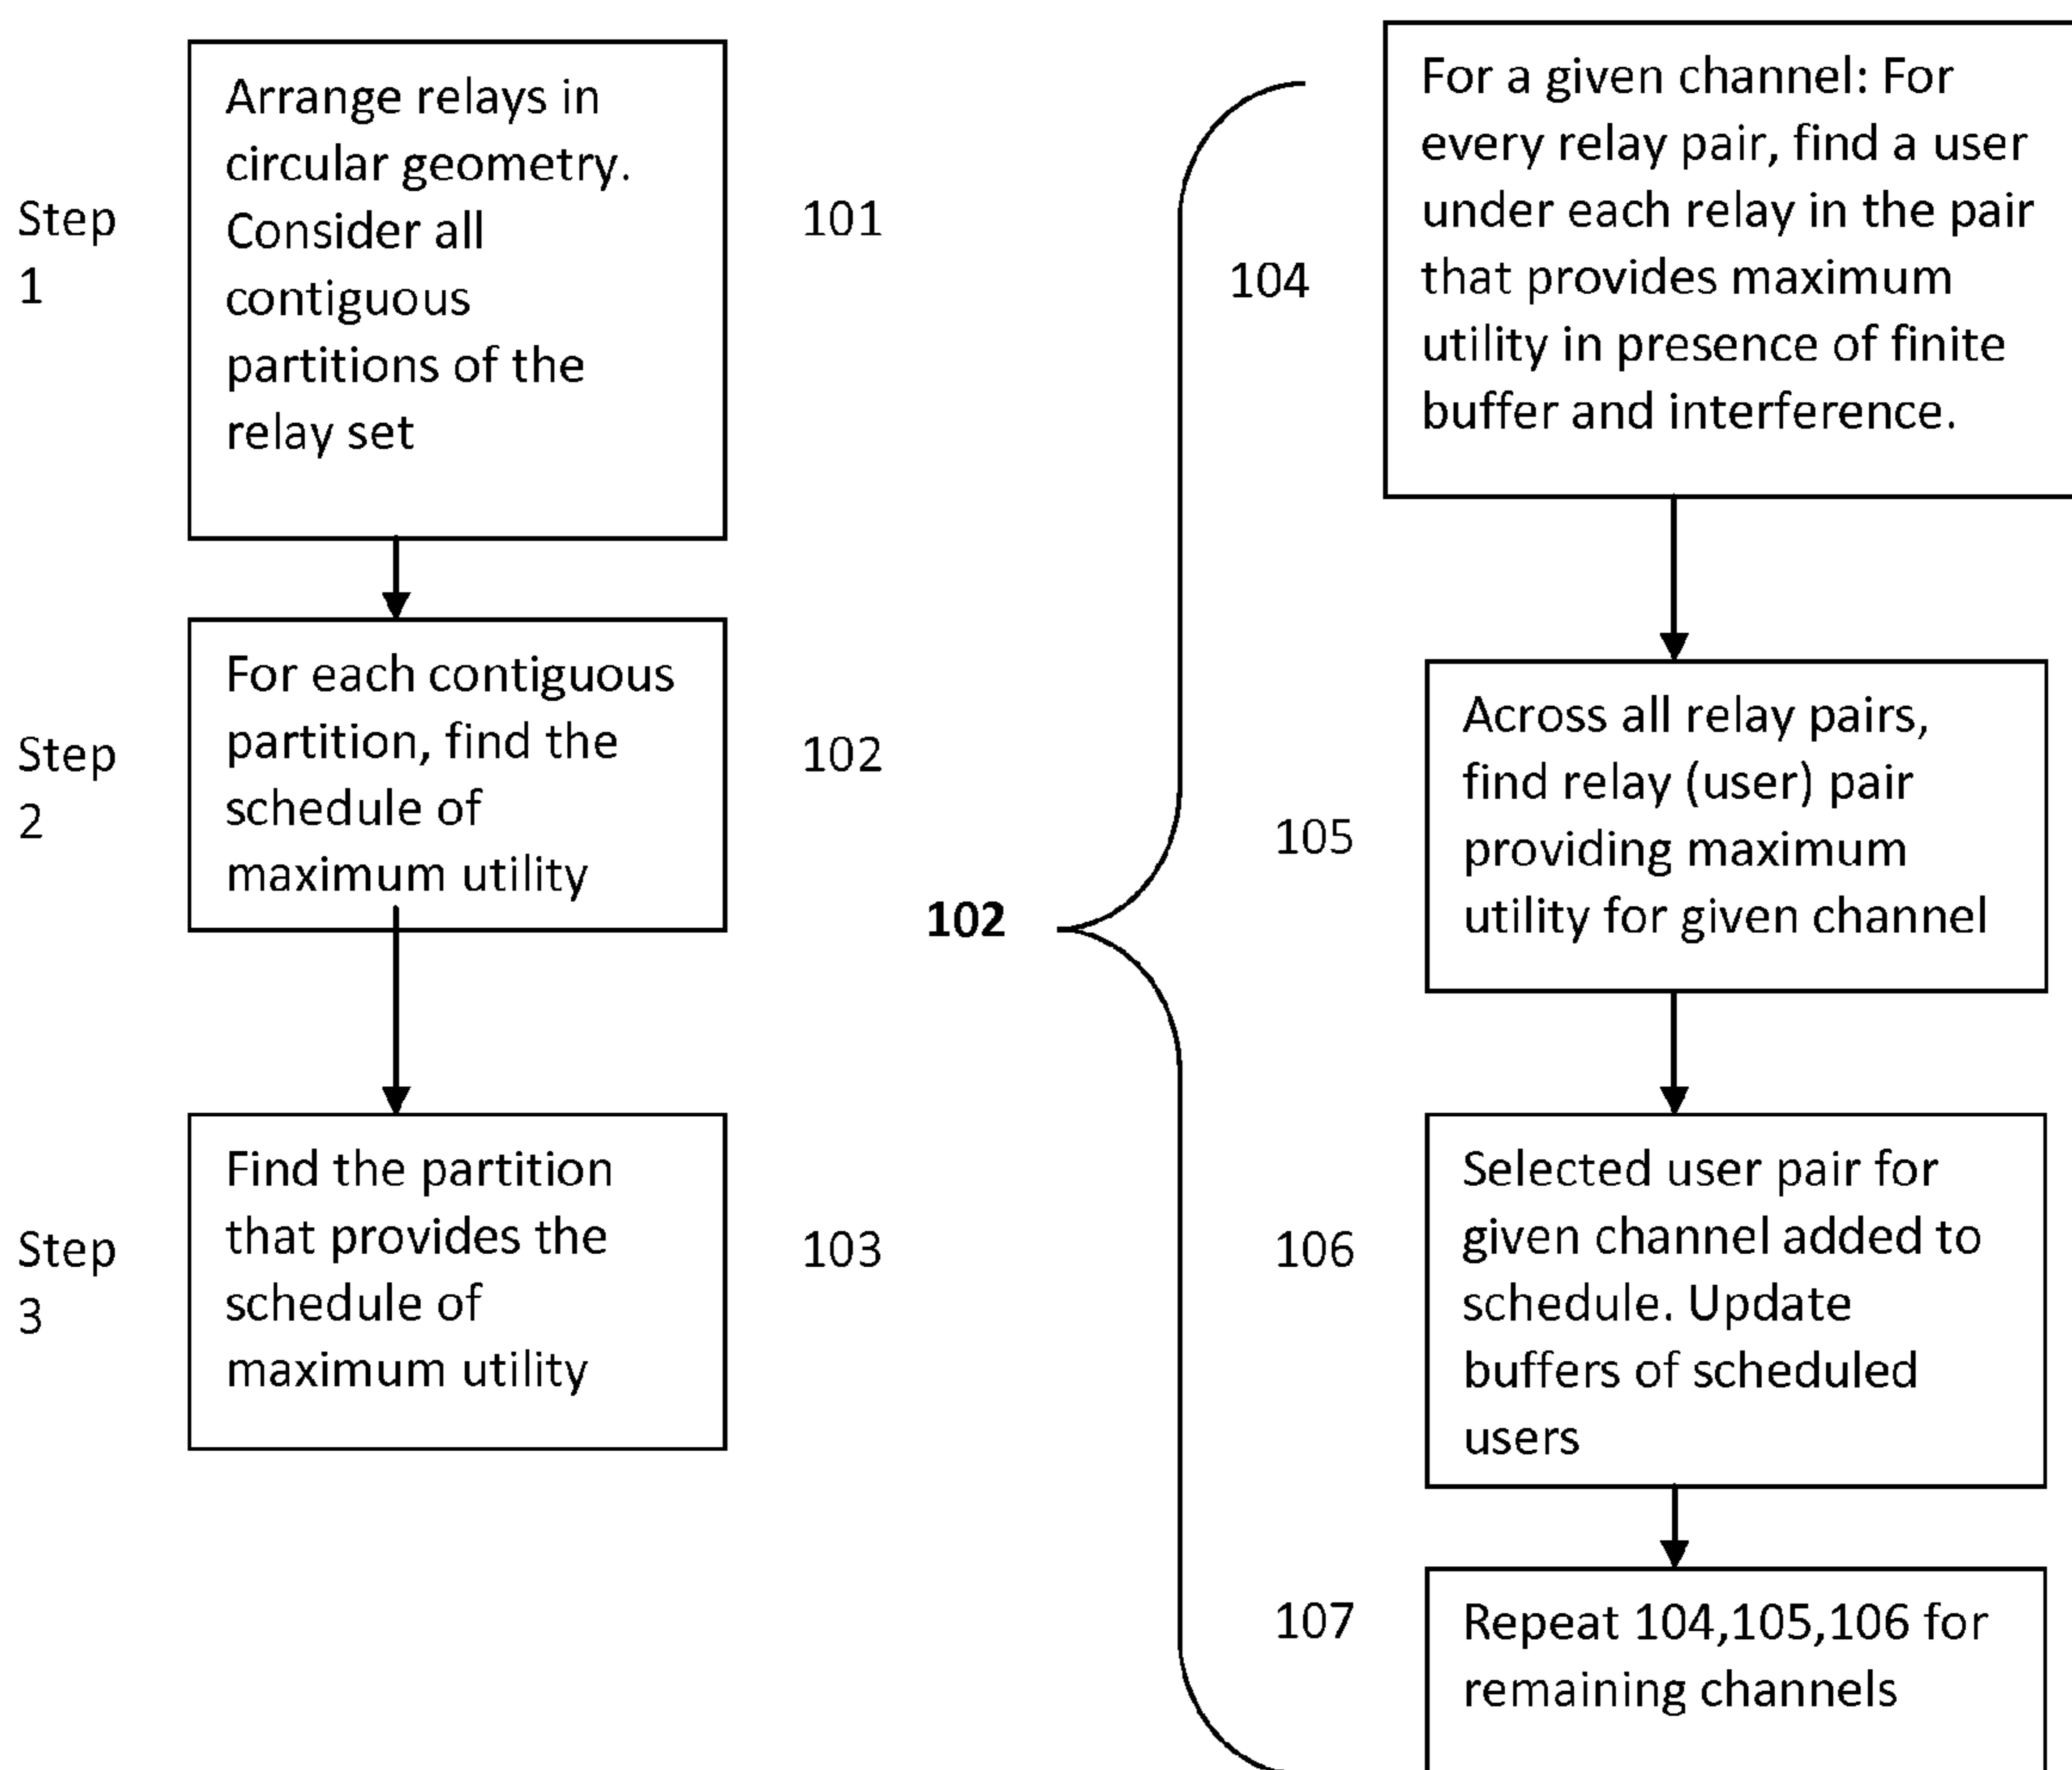 Step
1
Arrange relays in
circular geometry.
Consider all
contiguous
partitions of the
relay set
101
Step
2
For each contiguous
partition, find the
schedule of
maximum utility
102
Step
3
Find the partition
that provides the
schedule of
maximum utility
103
102
104
For a given channel: For
every relay pair, find a user
under each relay in the pair
that provides maximum
utility in presence of finite
buffer and interference.
105
Across all relay pairs,
find relay (user) pair
providing maximum
utility for given channel
106
Selected user pair for
given channel added to
schedule. Update
buffers of scheduled
users
107
Repeat 104,105,106 for
remaining channels